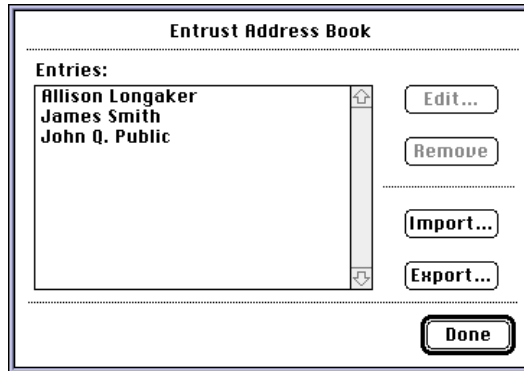 Entrust Address Book
Entries:
Allison Longaker
James Smith
John Q. Public
Edit...
Remove
Import...
Export...
Done